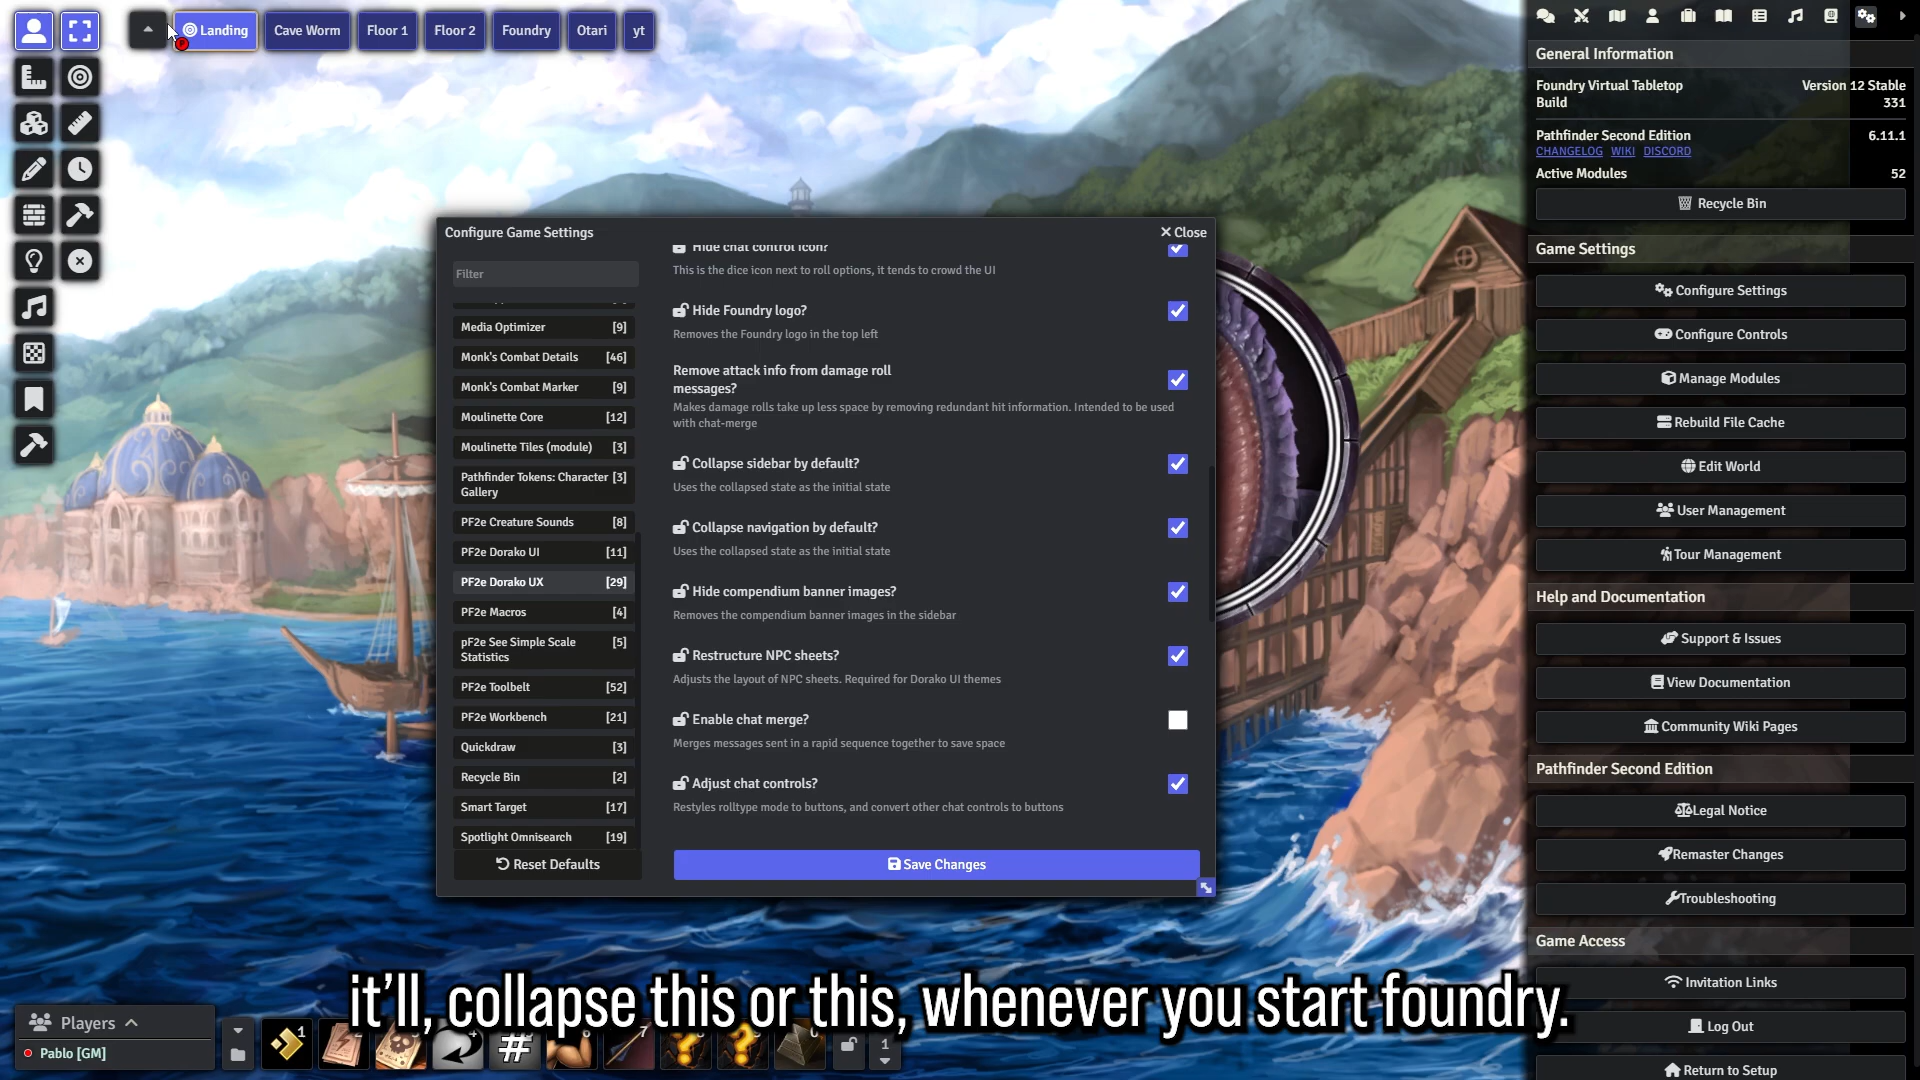 Landing
Cave Worm
Floor 1
Floor 2
Foundry
Otari
yt
General Information
Foundry Virtual Tabletop Version 12 Stable
Build 331
Pathfinder Second Edition 6.11.1
CHANGELOG WIKI DISCORD
Active Modules 52
Recycle Bin
Game Settings
Configure Settings
Configure Controls
Manage Modules
Rebuild File Cache
Edit World
User Management
Tour Management
Help and Documentation
Support & Issues
View Documentation
Community Wiki Pages
Pathfinder Second Edition
Legal Notice
Remaster Changes
Troubleshooting
Game Access
Invitation Links
Log Out
Return to Setup
Configure Game Settings
Close
Filter
Media Optimizer [9]
Monk's Combat Details [46]
Monk's Combat Marker [9]
Moulinette Core [12]
Moulinette Tiles (module) [3]
Pathfinder Tokens: Character [3]
Gallery
PF2e Creature Sounds [8]
PF2e Dorako UI [11]
PF2e Dorako UX [29]
PF2e Macros [4]
pF2e See Simple Scale [5]
Statistics
PF2e Toolbelt [52]
PF2e Workbench [21]
Quickdraw [3]
Recycle Bin [2]
Smart Target [17]
Spotlight Omnisearch [19]
Reset Defaults
Hide chat control icon?
This is the dice icon next to roll options, it tends to crowd the UI
Hide Foundry logo?
Removes the Foundry logo in the top left
Remove attack info from damage roll
messages?
Makes damage rolls take up less space by removing redundant hit information. Intended to be used
with chat-merge
Collapse sidebar by default?
Uses the collapsed state as the initial state
Collapse navigation by default?
Uses the collapsed state as the initial state
Hide compendium banner images?
Removes the compendium banner images in the sidebar
Restructure NPC sheets?
Adjusts the layout of NPC sheets. Required for Dorako UI themes
Enable chat merge?
Merges messages sent in a rapid sequence together to save space
Adjust chat controls?
Restyles rolltype mode to buttons, and convert other chat controls to buttons
Save Changes
it'll, collapse this or this, whenever you start foundry.
Players
Pablo [GM]
1
7
1